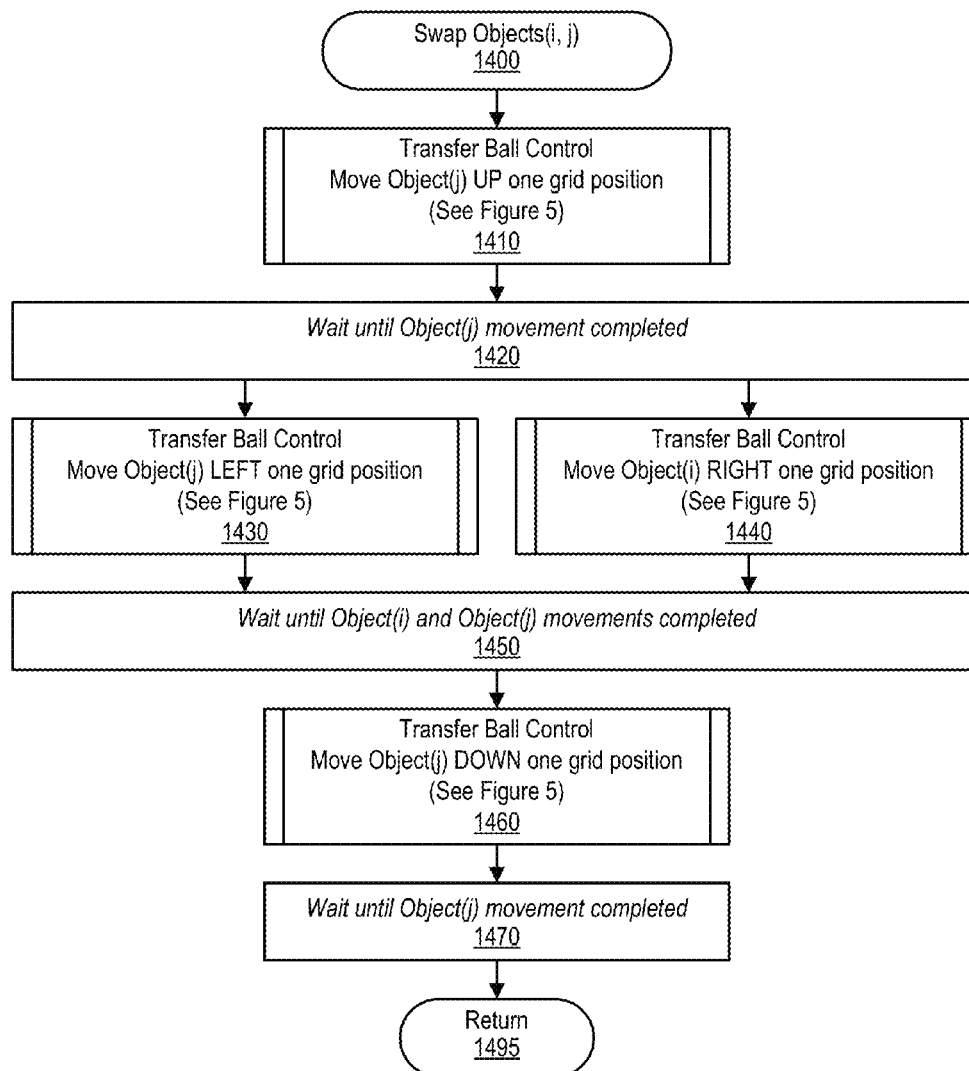 Swap Objects(i, j)
1400
Transfer Ball Control
Move Object(j) UP one grid position
(See Figure 5)
1410
Wait until Object(j) movement completed
1420
Transfer Ball Control
Move Object(j) LEFT one grid position
(See Figure 5)
1430
Transfer Ball Control
Move Object(i) RIGHT one grid position
(See Figure 5)
1440
Wait until Object(i) and Object(j) movements completed
1450
Transfer Ball Control
Move Object(j) DOWN one grid position
(See Figure 5)
1460
Wait until Object(j) movement completed
1470
Return
1495